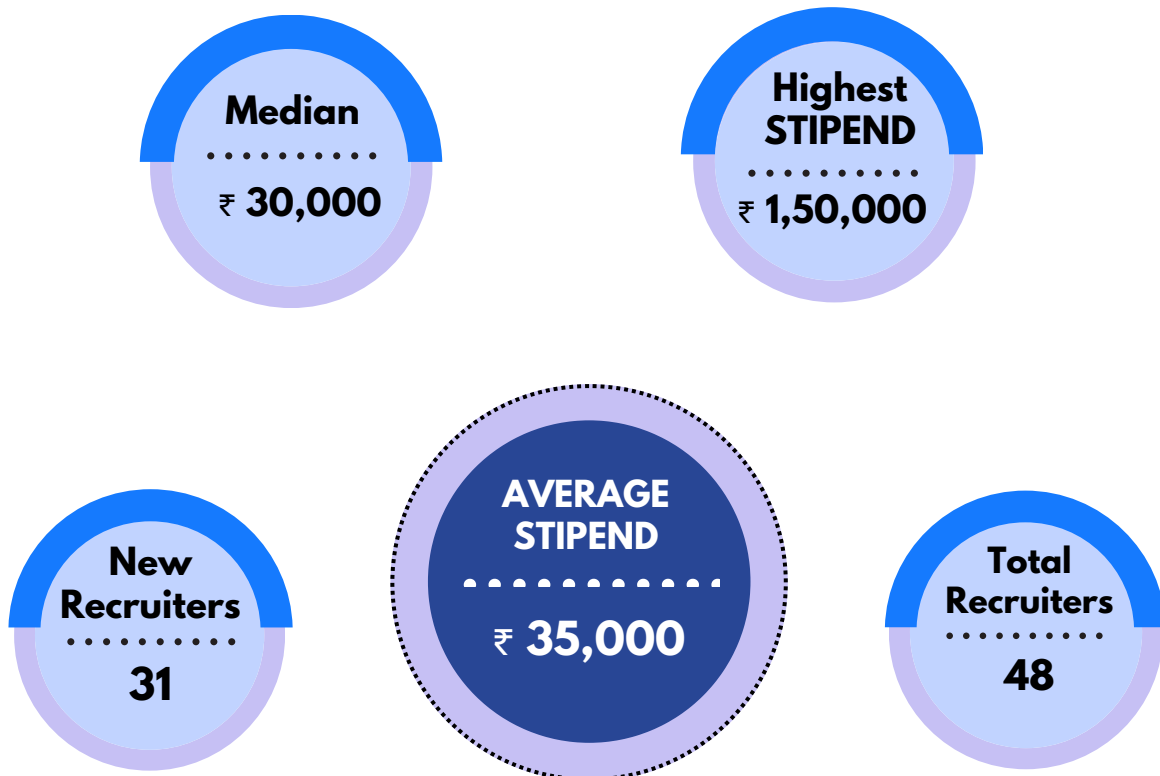 Median
₹ 30,000
Highest
STIPEND
₹ 1,50,000
AVERAGE
STIPEND
₹ 35,000
New
Recruiters
31
Total
Recruiters
48